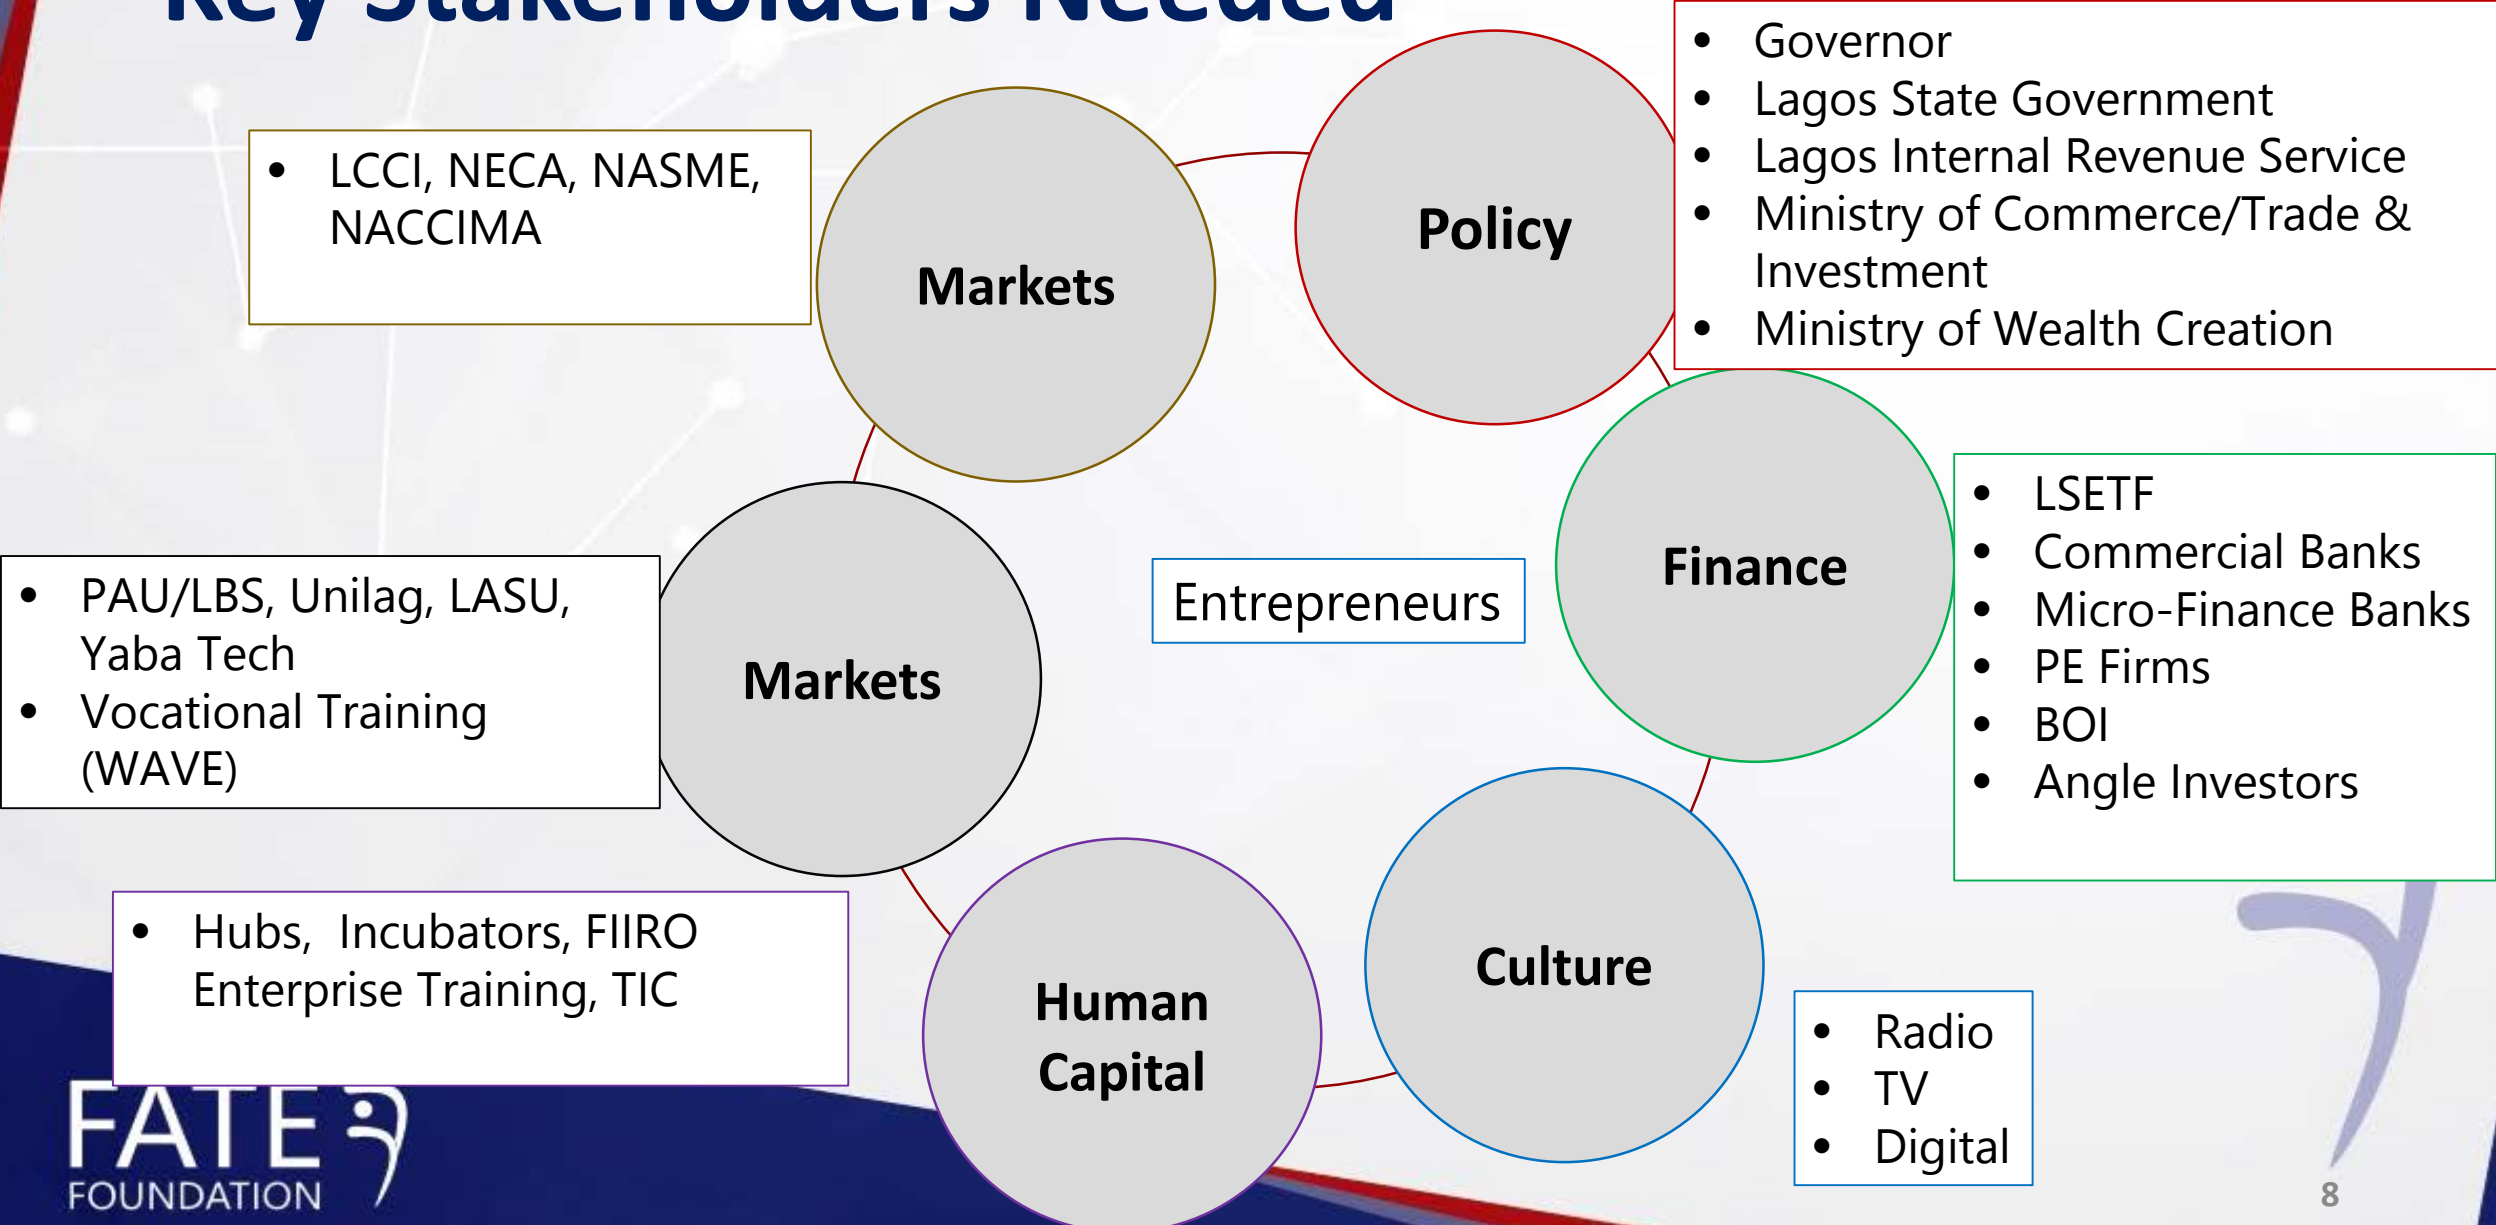 Key Stakeholders Needed
• Governor
• Lagos State Government
• Lagos Internal Revenue Service
• Ministry of Commerce/Trade &
Investment
• Ministry of Wealth Creation
• LCCI, NECA, NASME,
NACCIMA
Markets
Policy
• LSETF
• Commercial Banks
• Micro-Finance Banks
• PE Firms
• BOI
• Angle Investors
Finance
Entrepreneurs
• PAU/LBS, Unilag, LASU,
Yaba Tech
• Vocational Training
(WAVE)
Markets
• Hubs,  Incubators, FIIRO
Enterprise Training, TIC
Human
Capital
Culture
• Radio
• TV
• Digital
FATE
FOUNDATION
8